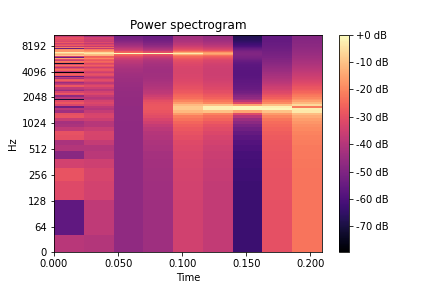 Power spectrogram
8192
4096
2048
1024
512
256
128
64
0
Hz
0.000 0.050 0.100 0.150 0.200
Time
+0 dB
-10 dB
-20 dB
-30 dB
-40 dB
-50 dB
-60 dB
-70 dB